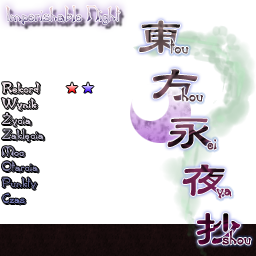 Imperishable Night
東 tou
方 hou
永 ei
夜 ya
抄 shou
Rekord
Wynik
Życia
Zaklęcia
Moc
Otarcia
Punkty
Czas